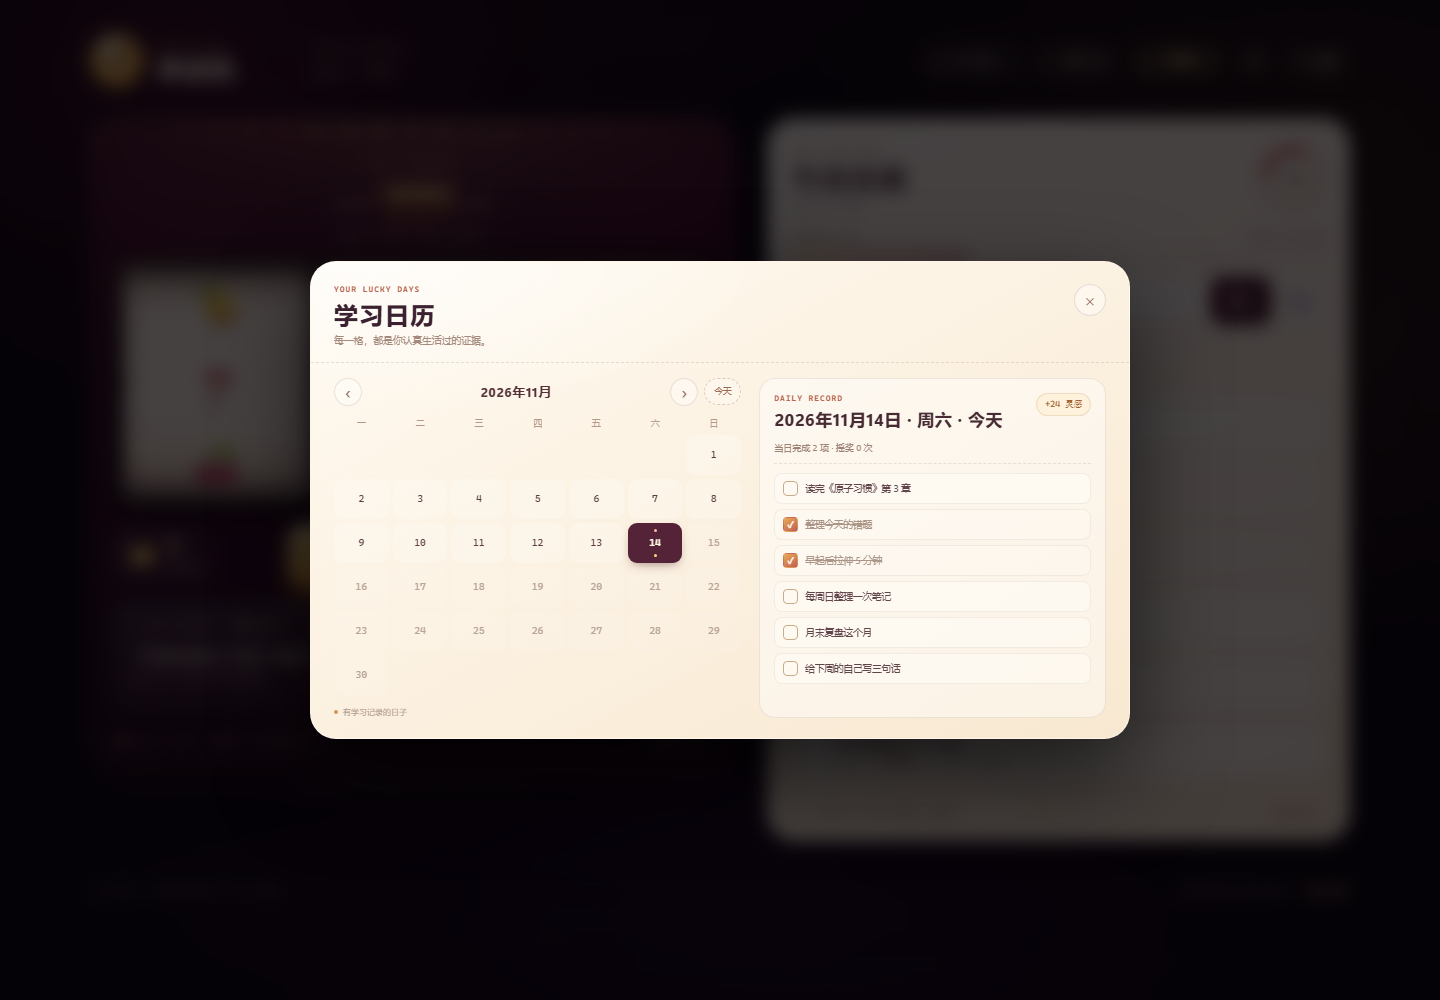 YOUR LUCKY DAYS
学习日历
每一格，都是你认真生活过的证据。
×
‹ 2026年11月 › 今天
一 二 三 四 五 六 日
1
2 3 4 5 6 7 8
9 10 11 12 13 14 15
16 17 18 19 20 21 22
23 24 25 26 27 28 29
30
有学习记录的日子
DAILY RECORD
+24 灵感
2026年11月14日 · 周六 · 今天
当日完成 2 项 · 摇奖 0 次
读完《原子习惯》第 3 章
整理今天的错题
早起后拉伸 5 分钟
每周日整理一次笔记
月末复盘这个月
给下周的自己写三句话